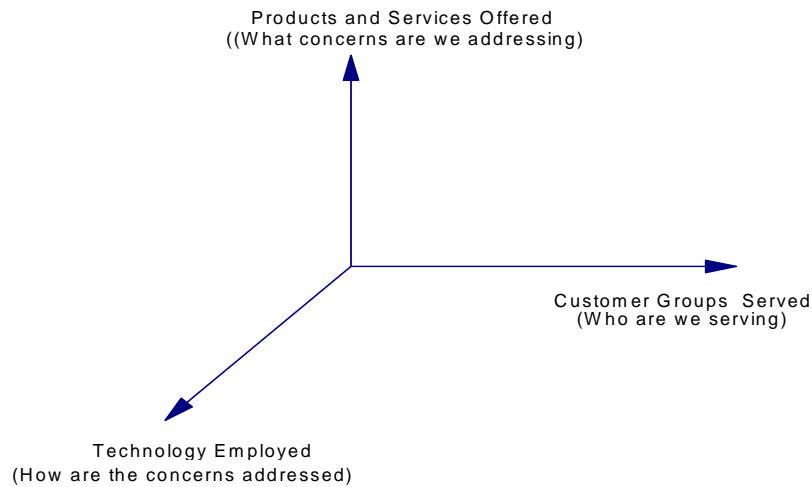 Products and Services Offered
((What concerns are we addressing)
Customer Groups Served
(Who are we serving)
Technology Employed
(How are the concerns addressed)